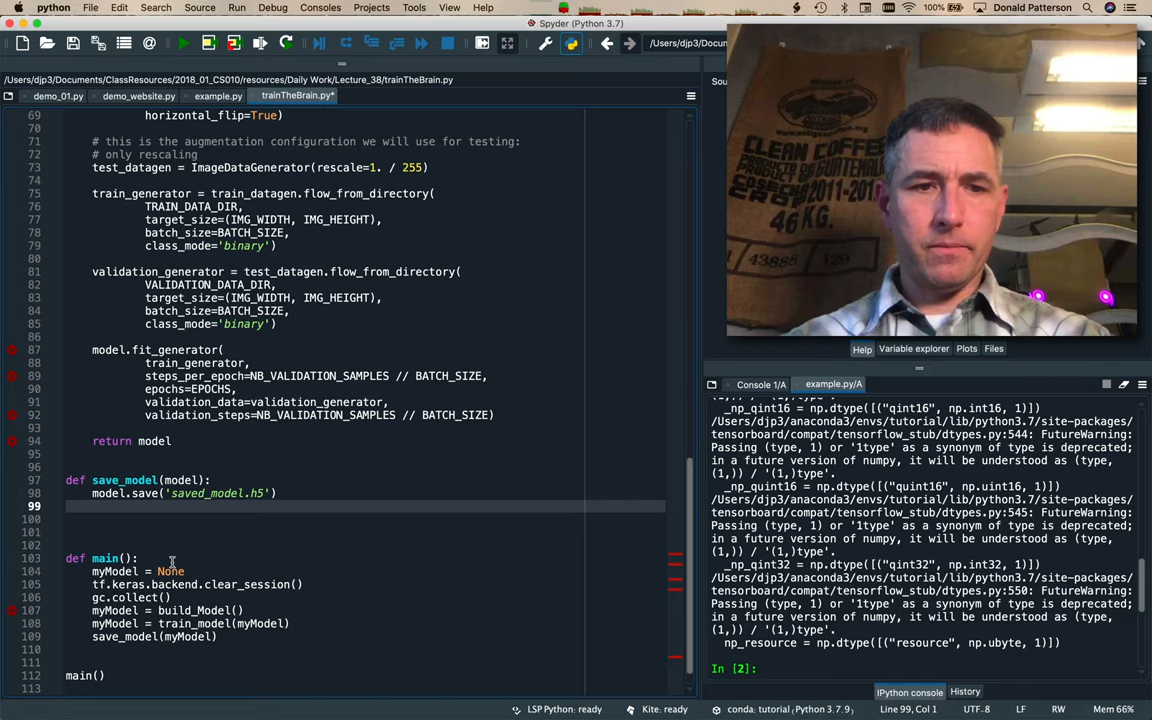 python File Edit Search Source Run Debug Consoles Projects Tools View Help 100% Donald Patterson
Spyder (Python 3.7)
/Users/djp3/Docum
/Users/djp3/Documents/ClassResources/2018_01_CS010/resources/Daily Work/Lecture_38/trainTheBrain.py
demo_01.py demo_website.py example.py trainTheBrain.py*
69 horizontal_flip=True)
70
71 # this is the augmentation configuration we will use for testing:
72 # only rescaling
73 test_datagen = ImageDataGenerator(rescale=1. / 255)
74
75 train_generator = train_datagen.flow_from_directory(
76 TRAIN_DATA_DIR,
77 target_size=(IMG_WIDTH, IMG_HEIGHT),
78 batch_size=BATCH_SIZE,
79 class_mode='binary')
80
81 validation_generator = test_datagen.flow_from_directory(
82 VALIDATION_DATA_DIR,
83 target_size=(IMG_WIDTH, IMG_HEIGHT),
84 batch_size=BATCH_SIZE,
85 class_mode='binary')
86
87 model.fit_generator(
88 train_generator,
89 steps_per_epoch=NB_VALIDATION_SAMPLES // BATCH_SIZE,
90 epochs=EPOCHS,
91 validation_data=validation_generator,
92 validation_steps=NB_VALIDATION_SAMPLES // BATCH_SIZE)
93
94 return model
95
96
97 def save_model(model):
98 model.save('saved_model.h5')
99
100
101
102
103 def main():
104 myModel = None
105 tf.keras.backend.clear_session()
106 gc.collect()
107 myModel = build_Model()
108 myModel = train_model(myModel)
109 save_model(myModel)
110
111
112 main()
113
Sou
CLEAN COFFEE
PRODUCT OF GUATEMALA
COSECHA 2011-201
46 KG.
43885 129
Help Variable explorer Plots Files
Console 1/A example.py/A
(1,)) / '(1,)type'.
_np_qint16 = np.dtype([("qint16", np.int16, 1)])
/Users/djp3/anaconda3/envs/tutorial/lib/python3.7/site-packages/
tensorboard/compat/tensorflow_stub/dtypes.py:544: FutureWarning:
Passing (type, 1) or '1type' as a synonym of type is deprecated;
in a future version of numpy, it will be understood as (type,
(1,)) / '(1,)type'.
_np_quint16 = np.dtype([("quint16", np.uint16, 1)])
/Users/djp3/anaconda3/envs/tutorial/lib/python3.7/site-packages/
tensorboard/compat/tensorflow_stub/dtypes.py:545: FutureWarning:
Passing (type, 1) or '1type' as a synonym of type is deprecated;
in a future version of numpy, it will be understood as (type,
(1,)) / '(1,)type'.
_np_qint32 = np.dtype([("qint32", np.int32, 1)])
/Users/djp3/anaconda3/envs/tutorial/lib/python3.7/site-packages/
tensorboard/compat/tensorflow_stub/dtypes.py:550: FutureWarning:
Passing (type, 1) or '1type' as a synonym of type is deprecated;
in a future version of numpy, it will be understood as (type,
(1,)) / '(1,)type'.
np_resource = np.dtype([("resource", np.ubyte, 1)])
In [2]:
IPython console History
LSP Python: ready Kite: ready conda: tutorial (Python 3.7.9) Line 99, Col 1 UTF-8 LF RW Mem 66%